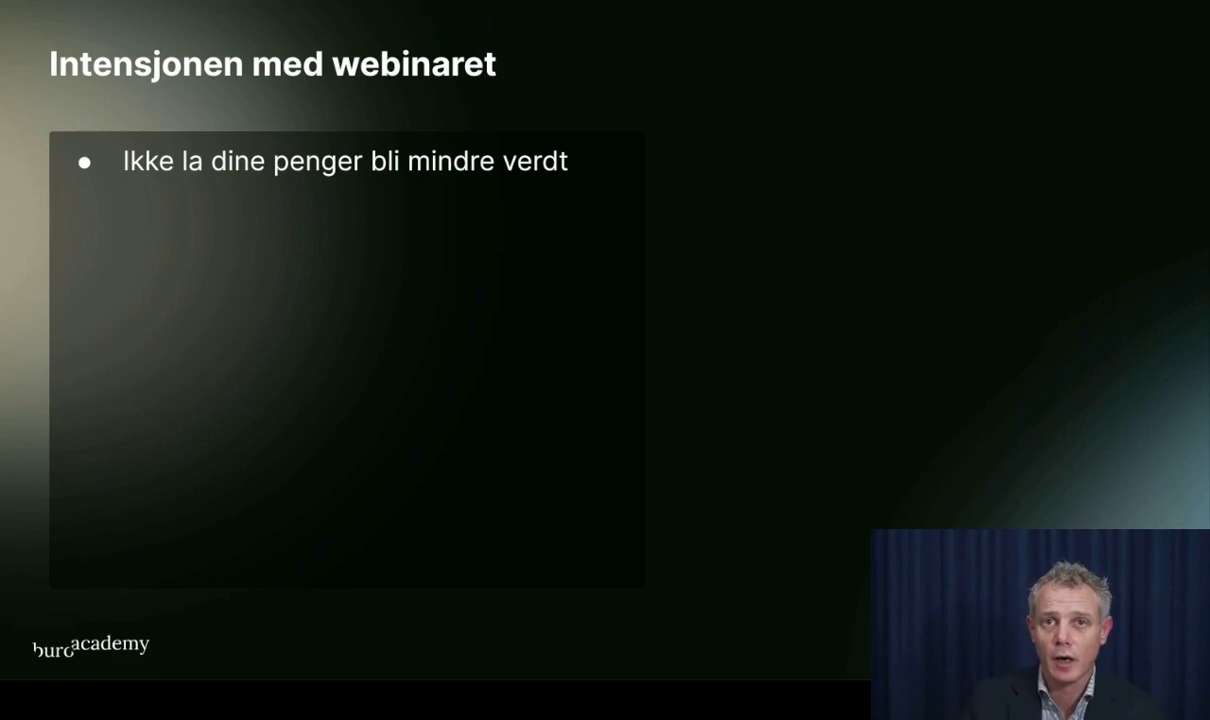 Intensjonen med webinaret
● Ikke la dine penger bli mindre verdt
buroacademy